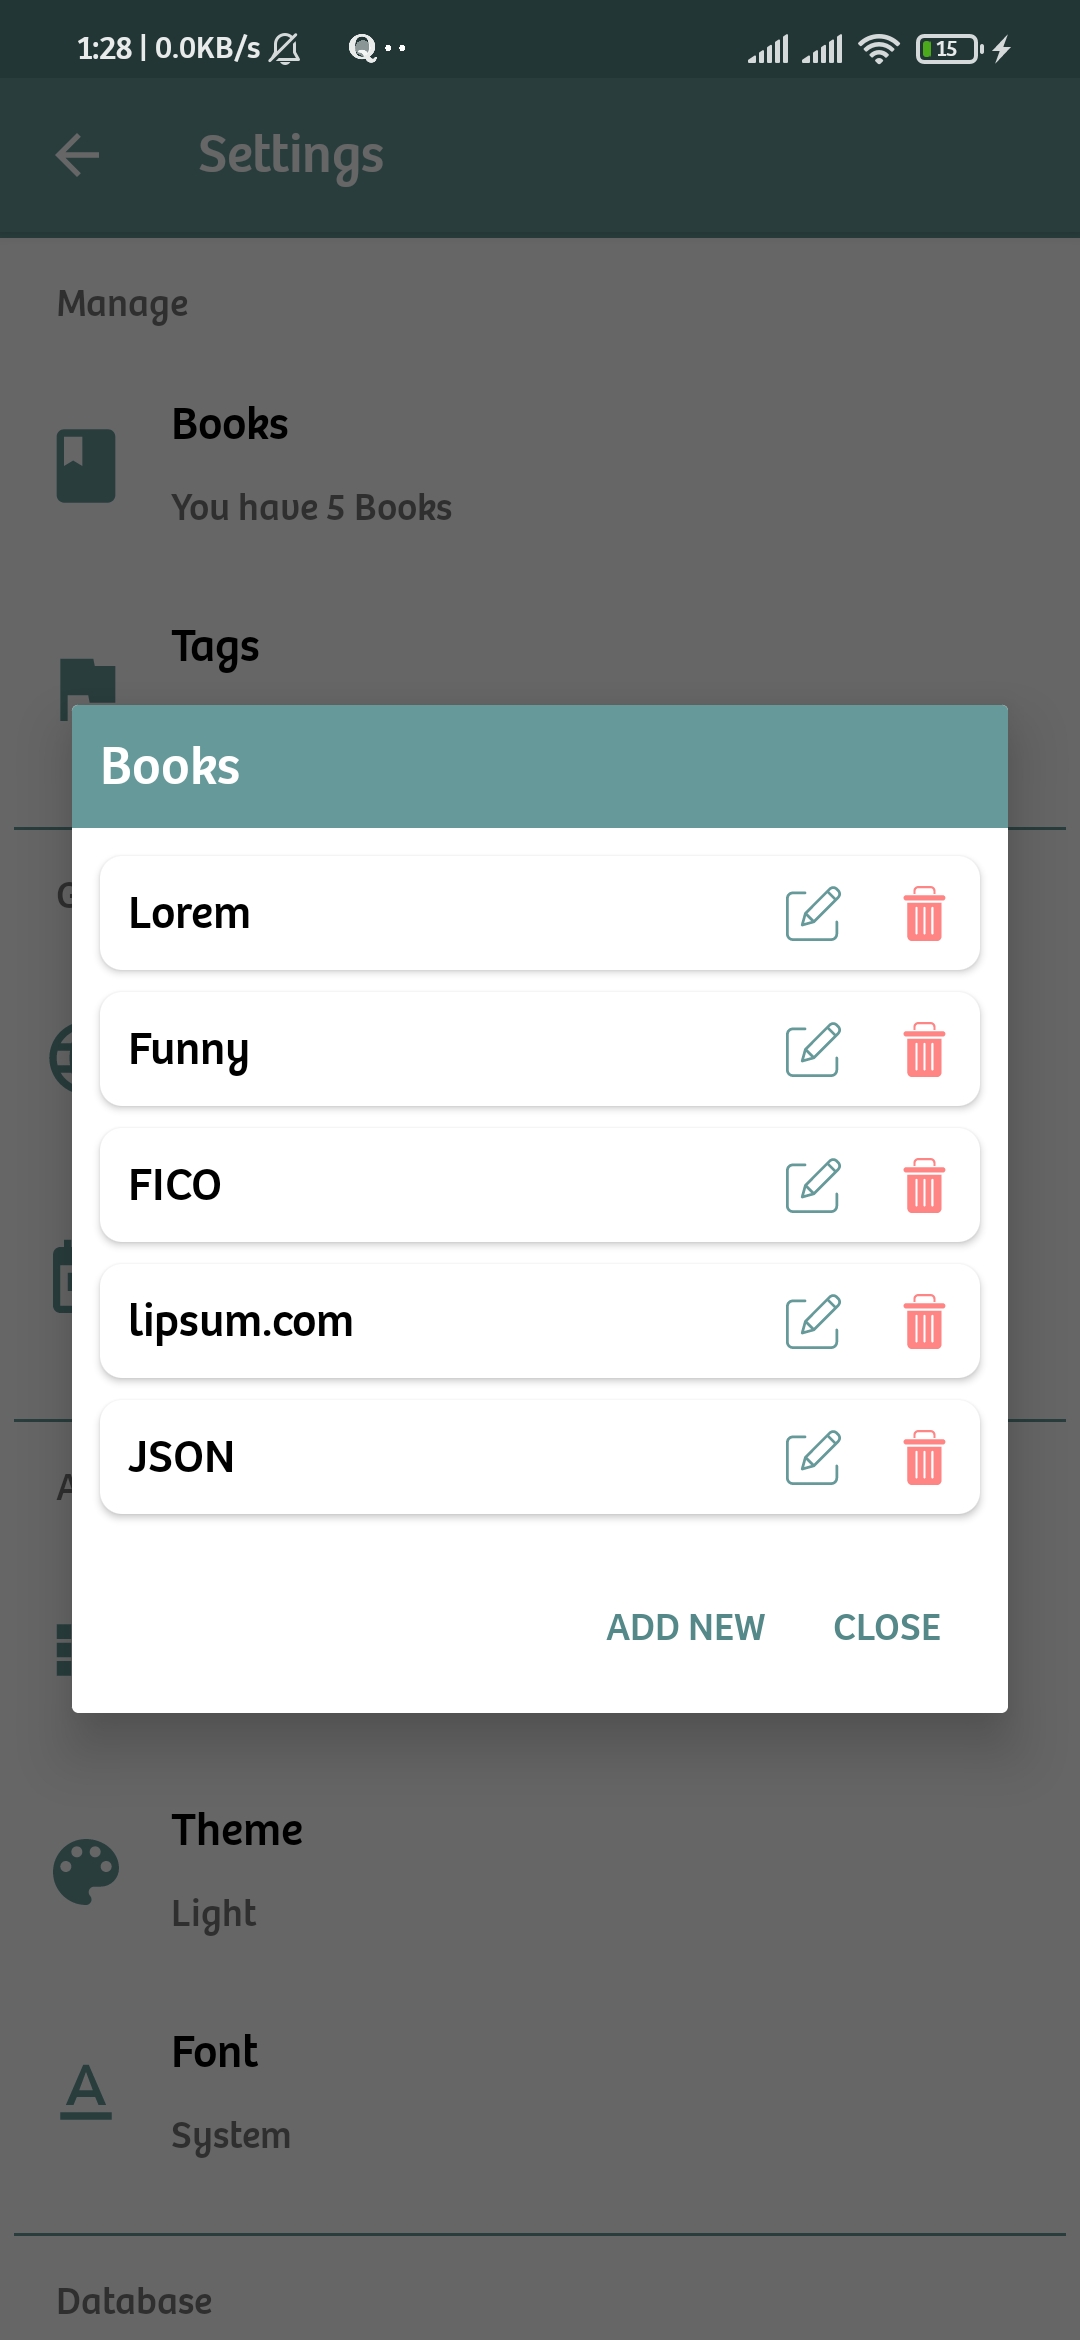 1:28 | 0.0KB/s
15
Settings
Manage
Books
You have 5 Books
Tags
Books
Lorem
Funny
FICO
lipsum.com
JSON
ADD NEW CLOSE
Theme
Light
Font
System
Database